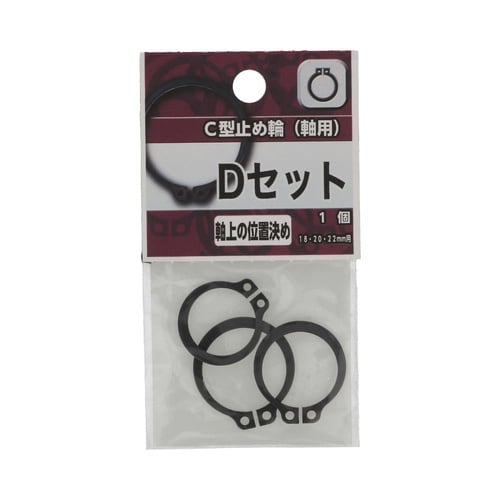 C型止め輪（軸用）
Dセット
1 個
軸上の位置決め
18・20・22mm用